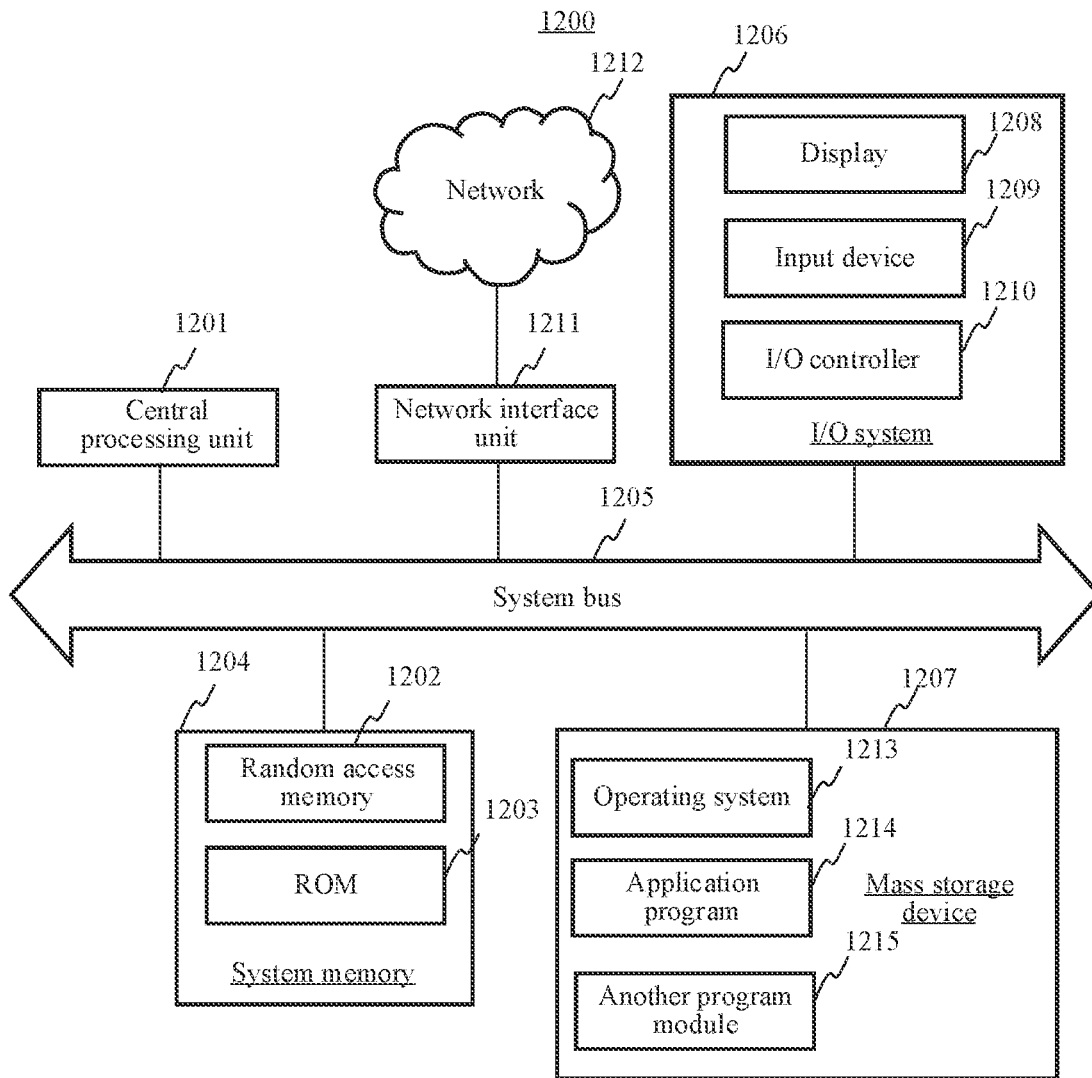 1200
1206
1212
Display
1208
Network
1209
Input device
1210
1201
1211
I/O controller
Central
processing unit
Network interface
unit
I/O system
1205
System bus
1204
1202
1207
Random access
memory
1213
Operating system
1203
1214
ROM
Application
program
Mass storage
device
1215
System memory
Another program
module